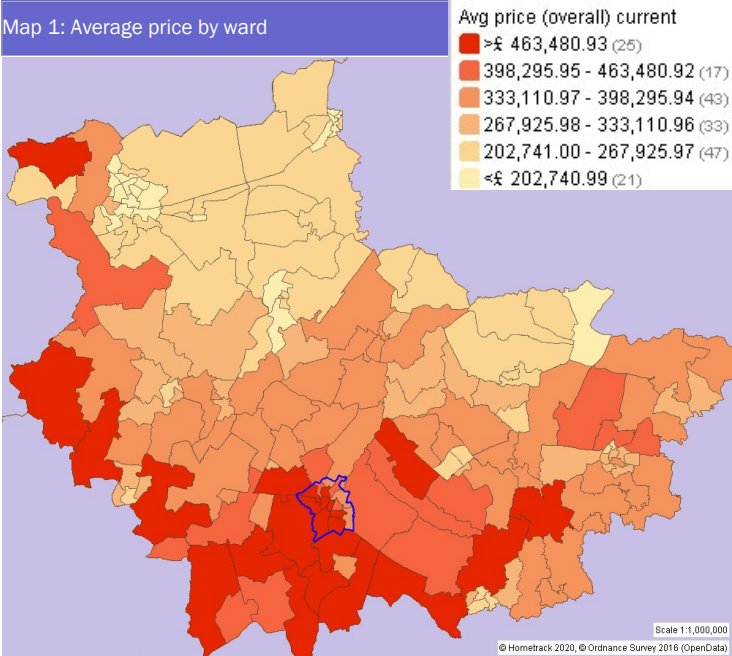 Map 1: Average price by ward
Avg price (overall) current
>£ 463,480.93 (25)
398,295.95 - 463,480.92 (17)
333,110.97 - 398,295.94 (43)
267,925.98 - 333,110.96 (33)
202,741.00 - 267,925.97 (47)
<£ 202,740.99 (21)
Scale 1:1,000,000
© Hometrack 2020, © Ordnance Survey 2016 (OpenData)